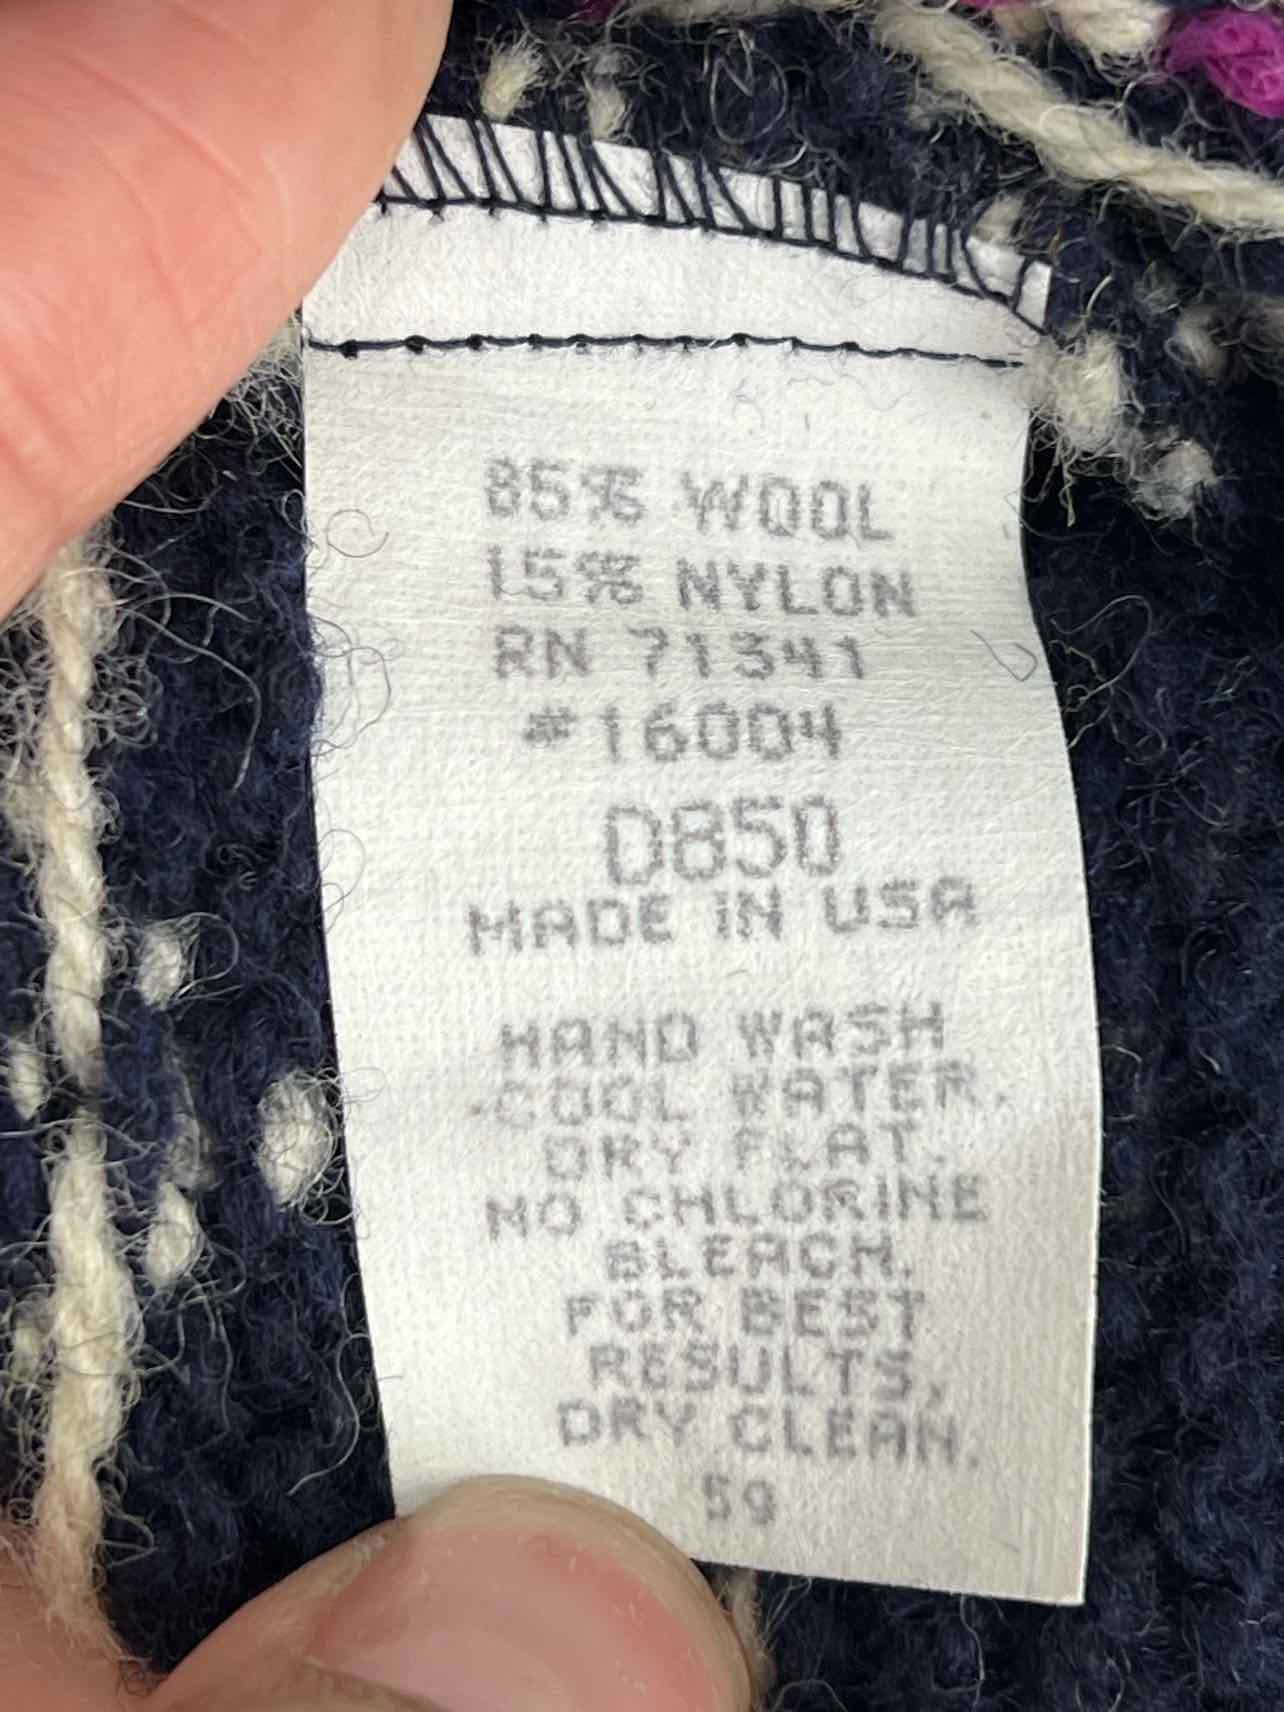 85% WOOL
15% NYLON
RN 71341
#16004
D850
MADE IN USA
HAND WASH
COOL WATER.
DRY FLAT.
NO CHLORINE
BLEACH.
FOR BEST
RESULTS,
DRY CLEAN.
59